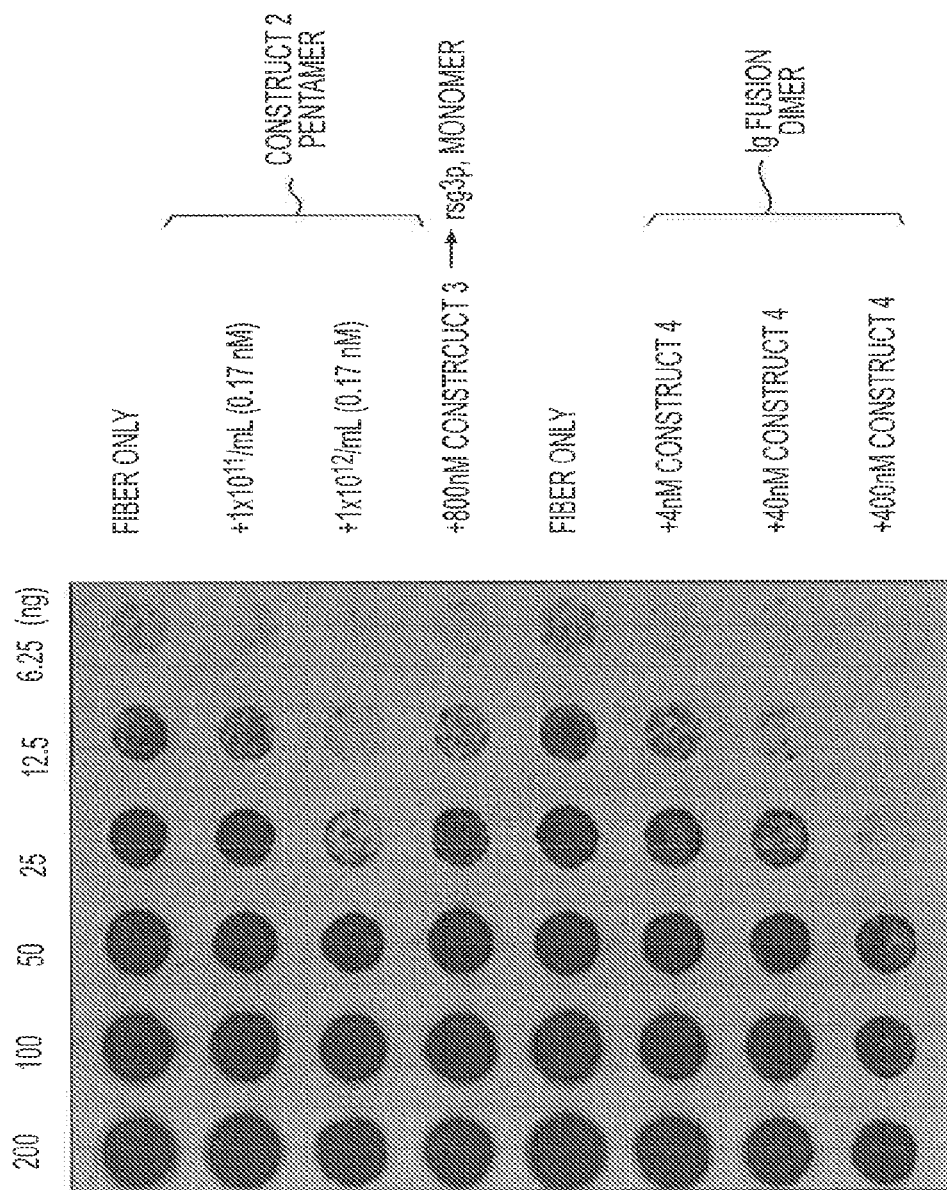 200 100 50 25 12.5 6.25 (ng)
FIBER ONLY
+1x10¹¹/mL (0.17 nM)
+1x10¹²/mL (0.17 nM)
CONSTRUCT 2
PENTAMER
+800nM CONSTRCUCT 3 → rsg3p, MONOMER
FIBER ONLY
+4nM CONSTRUCT 4
+40nM CONSTRUCT 4
+400nM CONSTRUCT 4
Ig FUSION
DIMER